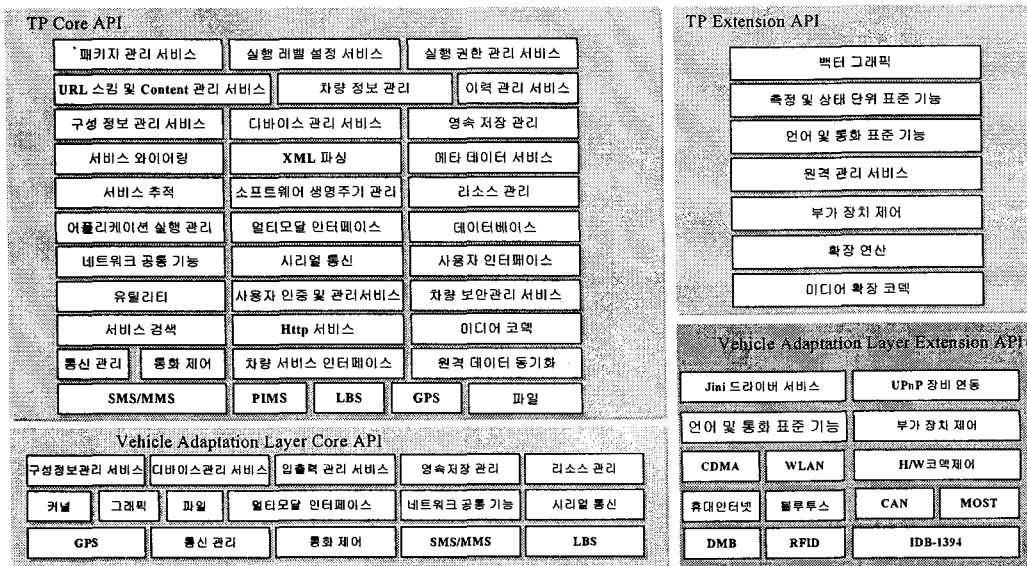 TP Core API
패키지 관리 서비스 실행 레벨 설정 서비스 실행 권한 관리 서비스
URL 스킴 및 Content 관리 서비스 차량 정보 관리 이력 관리 서비스
구성 정보 관리 서비스 디바이스 관리 서비스 영속 저장 관리
서비스 와이어링 XML 파싱 메타 데이터 서비스
서비스 추적 소프트웨어 생명주기 관리 리소스 관리
어플리케이션 실행 관리 멀티모달 인터페이스 데이터베이스
네트워크 공통 기능 시리얼 통신 사용자 인터페이스
유틸리티 사용자 인증 및 관리서비스 차량 보안관리 서비스
서비스 검색 Http 서비스 미디어 코덱
통신 관리 통화 제어 차량 서비스 인터페이스 원격 데이터 동기화
SMS/MMS PIMS LBS GPS 파일
TP Extension API
벡터 그래픽
측정 및 상태 단위 표준 기능
언어 및 통화 표준 기능
원격 관리 서비스
부가 장치 제어
확장 연산
미디어 확장 코덱
Vehicle Adaptation Layer Core API
구성정보관리 서비스 디바이스관리 서비스 입출력 관리 서비스 영속저장 관리 리소스 관리
커널 그래픽 파일 멀티모달 인터페이스 네트워크 공통 기능 시리얼 통신
GPS 통신 관리 통화 제어 SMS/MMS LBS
Vehicle Adaptation Layer Extension API
Jini 드라이버 서비스 UPnP 장비 연동
언어 및 통화 표준 기능 부가 장치 제어
CDMA WLAN H/W코덱제어
휴대인터넷 블루투스 CAN MOST
DMB RFID IDB-1394